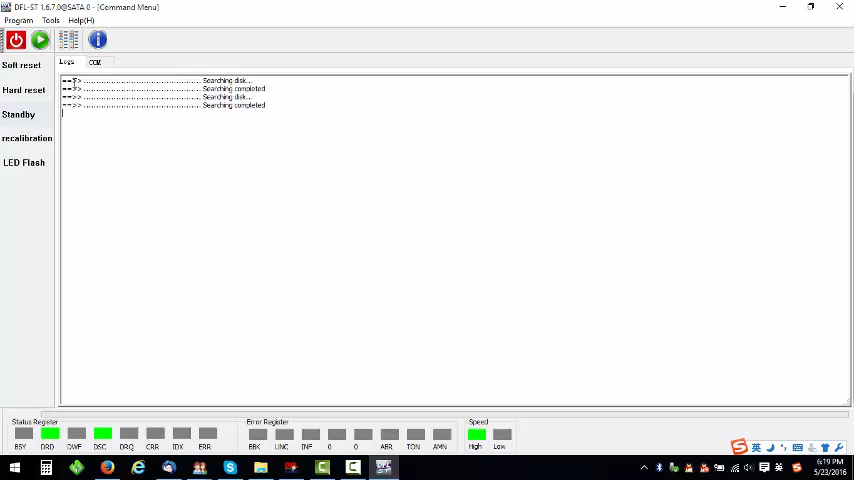 DFL-ST 1.6.7.0@SATA 0 - [Command Menu]
Program Tools Help(H)
Soft reset
Hard reset
Standby
recalibration
LED Flash
Logs COM
==>> ............................................. Searching disk...
==>> ............................................. Searching completed
==>> ............................................. Searching disk...
==>> ............................................. Searching completed
Status Register
BSY DRD DWF DSC DRQ CRR IDX ERR
Error Register
BBK UNC INF 0 0 ABR TON AMN
Speed
High Low
英
英
6:19 PM
5/23/2016